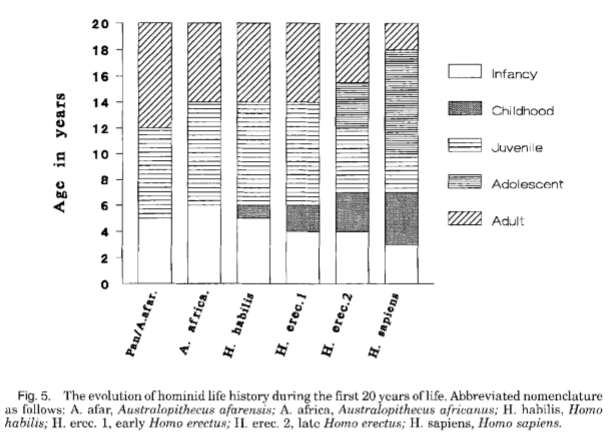 20
18
16
14
12
10
8
6
4
2
0
Age in years
Pan/A.afar.
A. africa.
H. habilis
H. erec.1
H. erec.2
H. sapiens
Infancy
Childhood
Juvenile
Adolescent
Adult
Fig. 5. The evolution of hominid life history during the first 20 years of life. Abbreviated nomenclature
as follows: A. afar, Australopithecus afarensis; A. africa, Australopithecus africanus; H. habilis, Homo
habilis; H. erec. 1, early Homo erectus; H. erec. 2, late Homo erectus; H. sapiens, Homo sapiens.